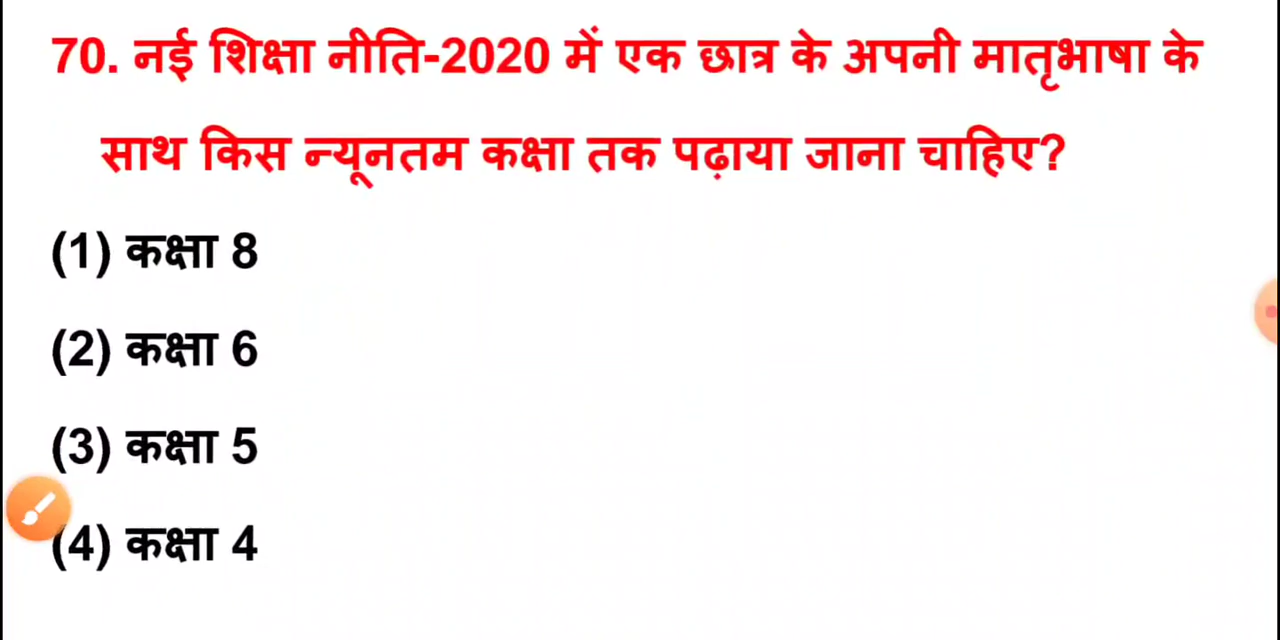 70. नई शिक्षा नीति-2020 में एक छात्र के अपनी मातृभाषा के
साथ किस न्यूनतम कक्षा तक पढ़ाया जाना चाहिए?
(1) कक्षा 8
(2) कक्षा 6
(3) कक्षा 5
(4) कक्षा 4